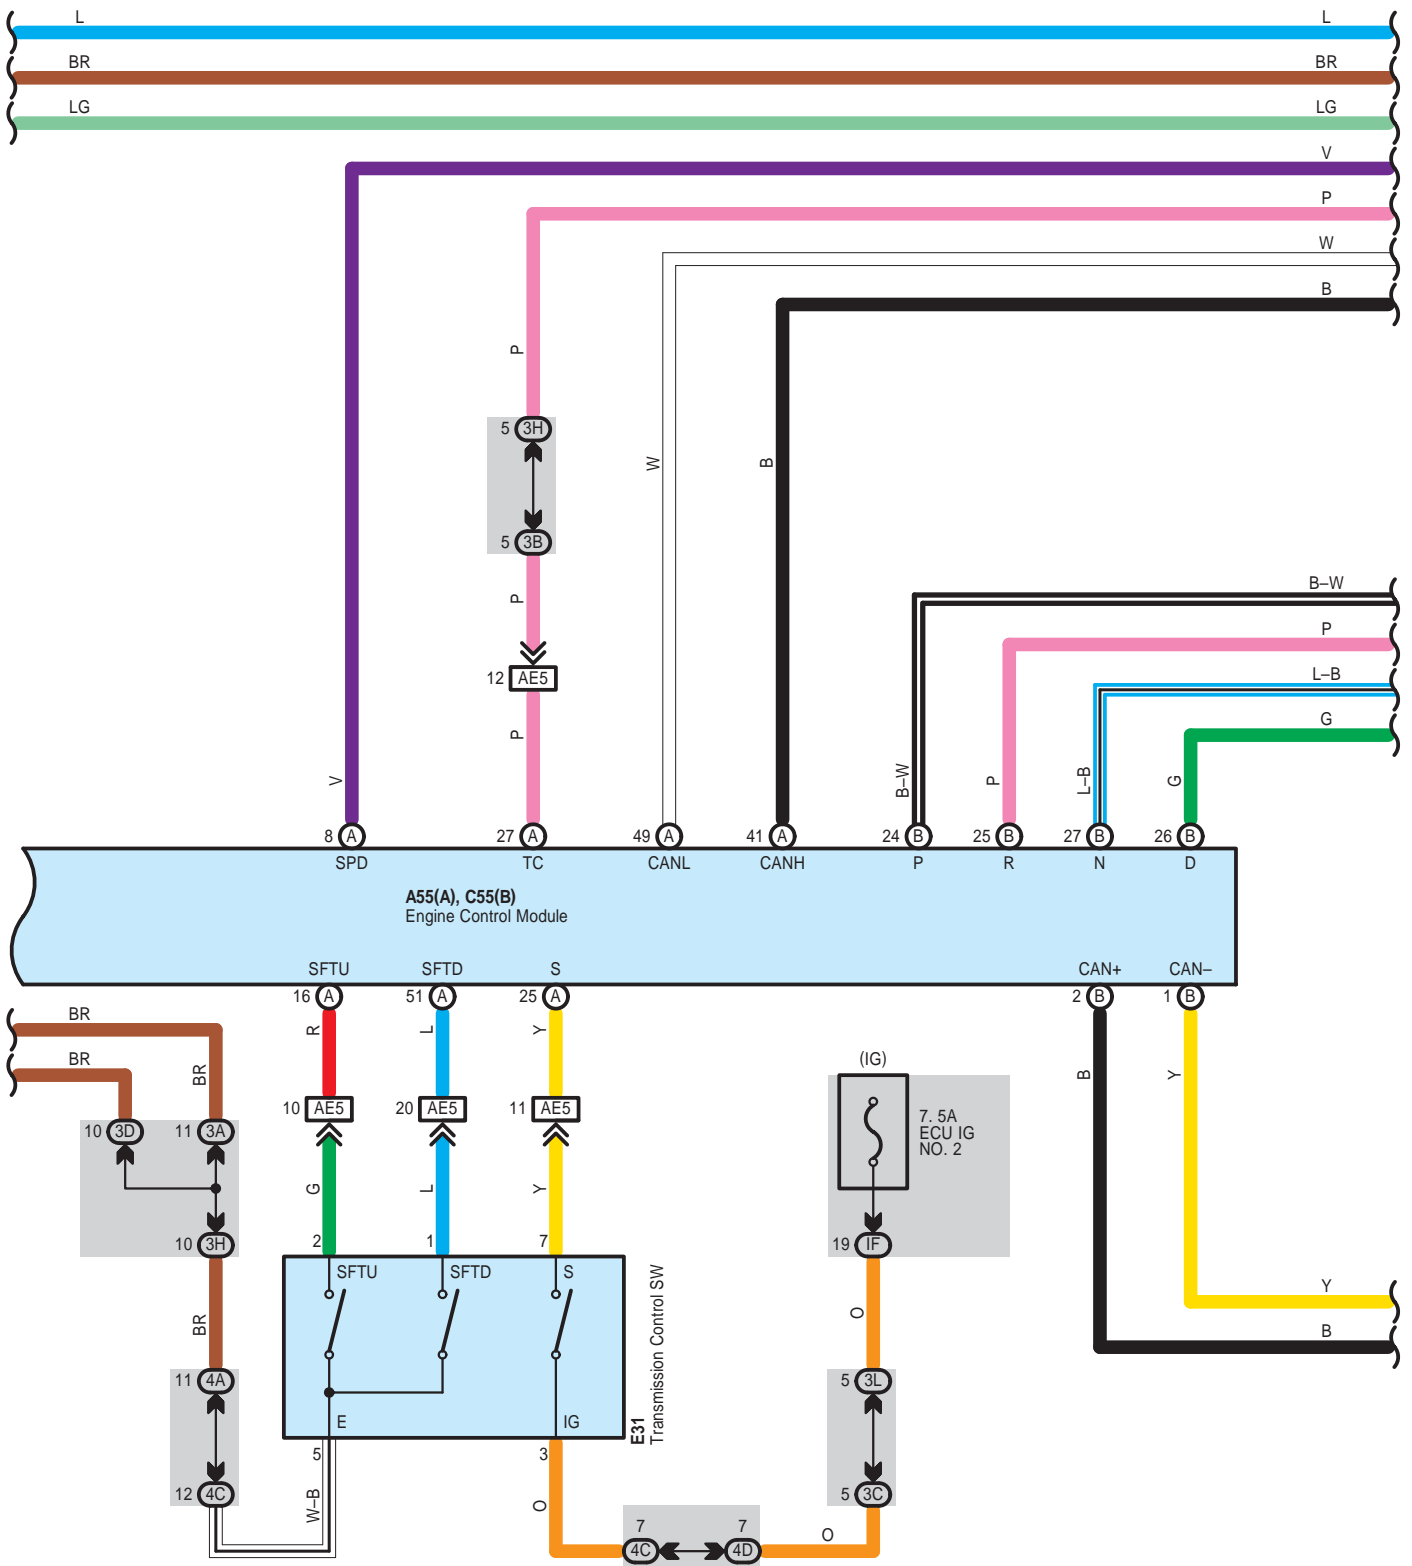 L L
BR BR
LG LG
V
P
W
B
P
5 3H
W B
5 3B
B–W
P
P
L–B
12 AE5
G
P
V B–W P L–B G
8 A 27 A 49 A 41 A 24 B 25 B 27 B 26 B
SPD TC CANL CANH P R N D
A55(A), C55(B)
Engine Control Module
SFTU SFTD S CAN+ CAN–
16 A 51 A 25 A 2 B 1 B
BR
R L Y
BR (IG)
BR B Y
10 AE5 20 AE5 11 AE5
7. 5A
ECU IG
NO. 2
10 3D 11 3A
G L Y
10 3H 2 1 7 19 IF
SFTU SFTD S
Y
O
BR B
11 4A 5 3L
E31
Transmission Control SW
E IG
5 3
12 4C W–B O 5 3C
7 7 O
4C 4D